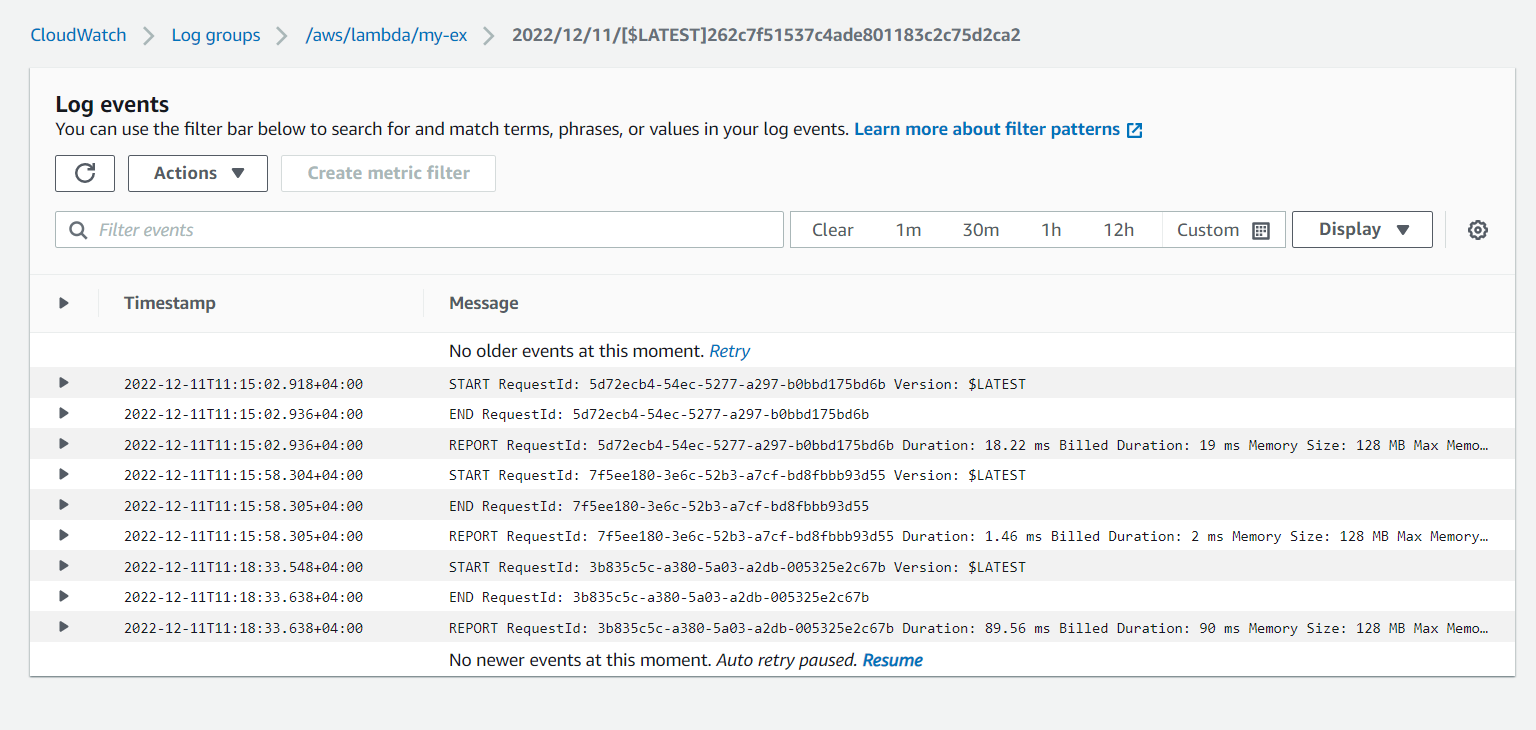 CloudWatch > Log groups > /aws/lambda/my-ex > 2022/12/11/[$LATEST]262c7f51537c4ade801183c2c75d2ca2
Log events
You can use the filter bar below to search for and match terms, phrases, or values in your log events. Learn more about filter patterns
Actions Create metric filter
Filter events Clear 1m 30m 1h 12h Custom Display
Timestamp Message
No older events at this moment. Retry
2022-12-11T11:15:02.918+04:00 START RequestId: 5d72ecb4-54ec-5277-a297-b0bbd175bd6b Version: $LATEST
2022-12-11T11:15:02.936+04:00 END RequestId: 5d72ecb4-54ec-5277-a297-b0bbd175bd6b
2022-12-11T11:15:02.936+04:00 REPORT RequestId: 5d72ecb4-54ec-5277-a297-b0bbd175bd6b Duration: 18.22 ms Billed Duration: 19 ms Memory Size: 128 MB Max Memo…
2022-12-11T11:15:58.304+04:00 START RequestId: 7f5ee180-3e6c-52b3-a7cf-bd8fbbb93d55 Version: $LATEST
2022-12-11T11:15:58.305+04:00 END RequestId: 7f5ee180-3e6c-52b3-a7cf-bd8fbbb93d55
2022-12-11T11:15:58.305+04:00 REPORT RequestId: 7f5ee180-3e6c-52b3-a7cf-bd8fbbb93d55 Duration: 1.46 ms Billed Duration: 2 ms Memory Size: 128 MB Max Memory…
2022-12-11T11:18:33.548+04:00 START RequestId: 3b835c5c-a380-5a03-a2db-005325e2c67b Version: $LATEST
2022-12-11T11:18:33.638+04:00 END RequestId: 3b835c5c-a380-5a03-a2db-005325e2c67b
2022-12-11T11:18:33.638+04:00 REPORT RequestId: 3b835c5c-a380-5a03-a2db-005325e2c67b Duration: 89.56 ms Billed Duration: 90 ms Memory Size: 128 MB Max Memo…
No newer events at this moment. Auto retry paused. Resume